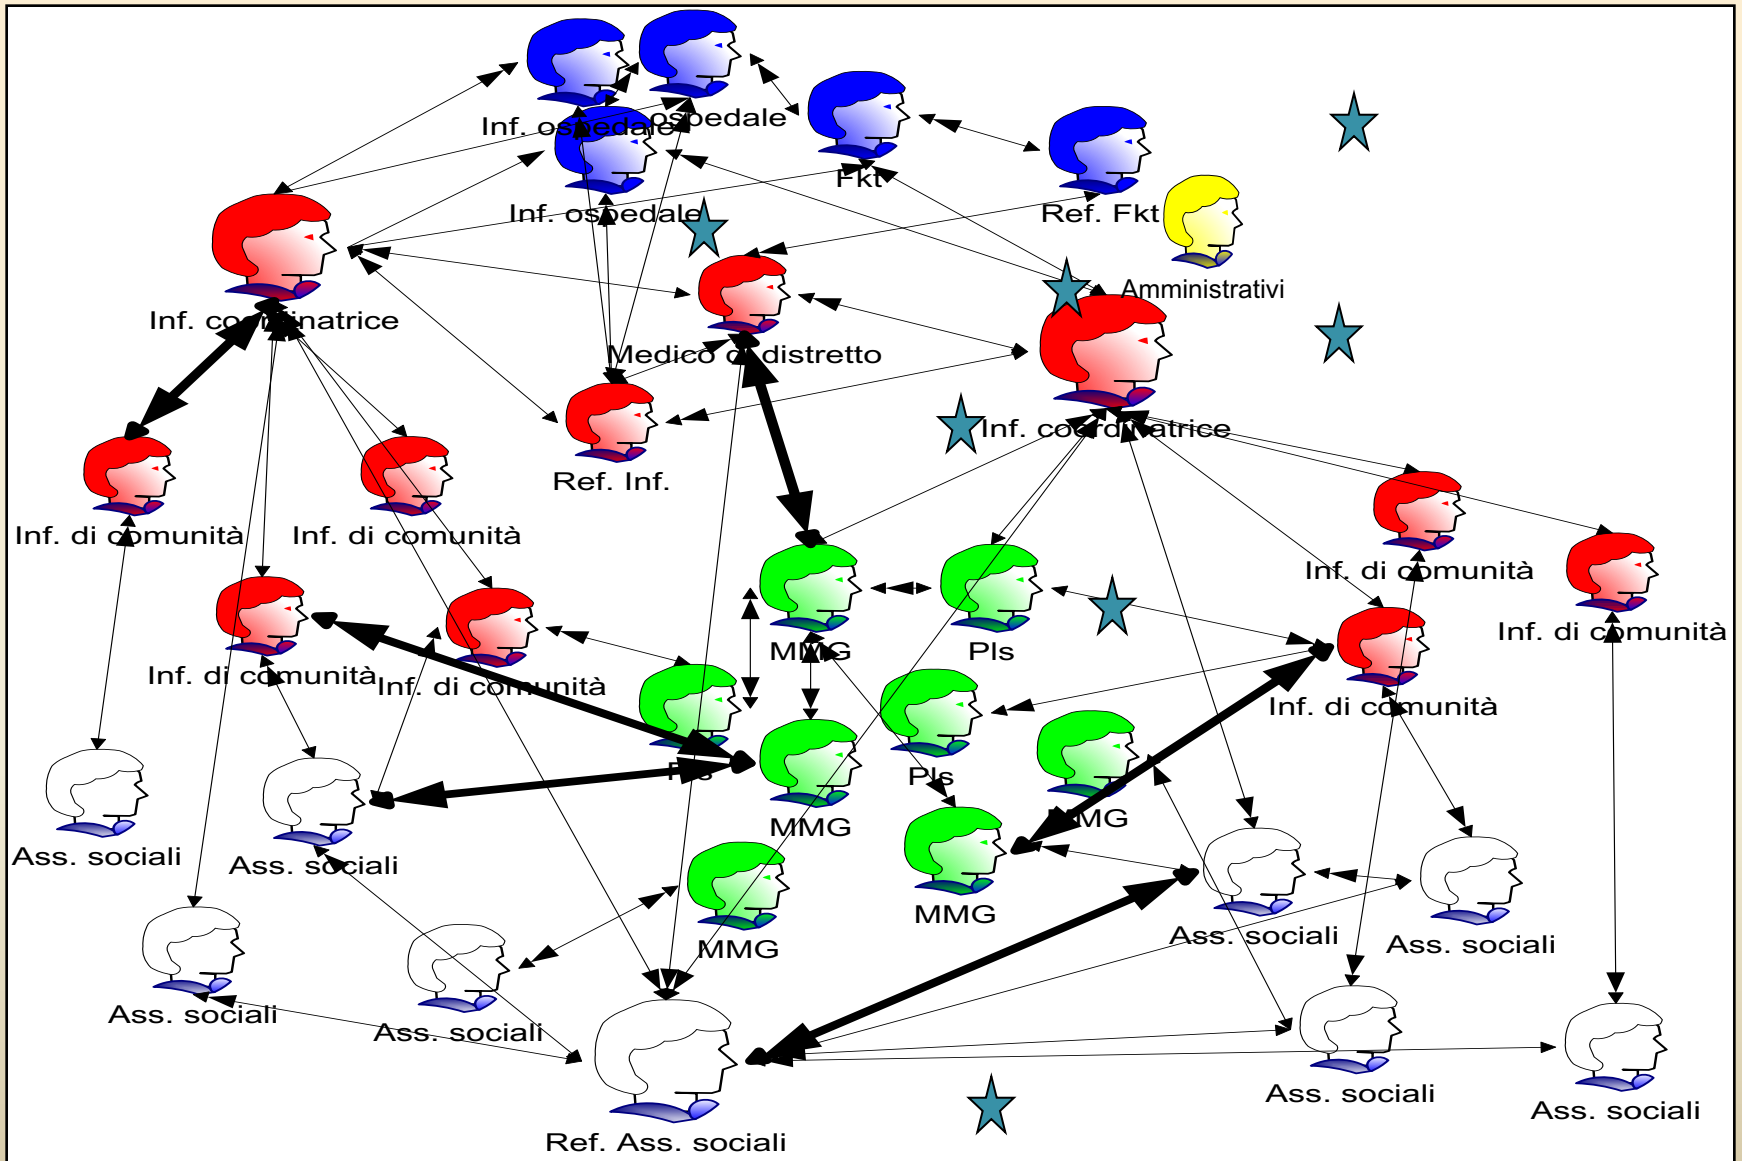 Inf. ospedale
ospedale
Fkt
Inf. ospedale
Ref. Fkt
Amministrativi
Inf. coordinatrice
Medico di distretto
Inf. coordinatrice
Ref. Inf.
Inf. di comunità
Inf. di comunità
Inf. di comunità
Inf. di comunità
MMG
Pls
Inf. di comunità
Inf. di comunità
Inf. di comunità
Pls
Pls
MMG
MMG
Ass. sociali
Ass. sociali
MMG
MMG
Ass. sociali
Ass. sociali
Ass. sociali
Ass. sociali
Ref. Ass. sociali
Ass. sociali
Ass. sociali